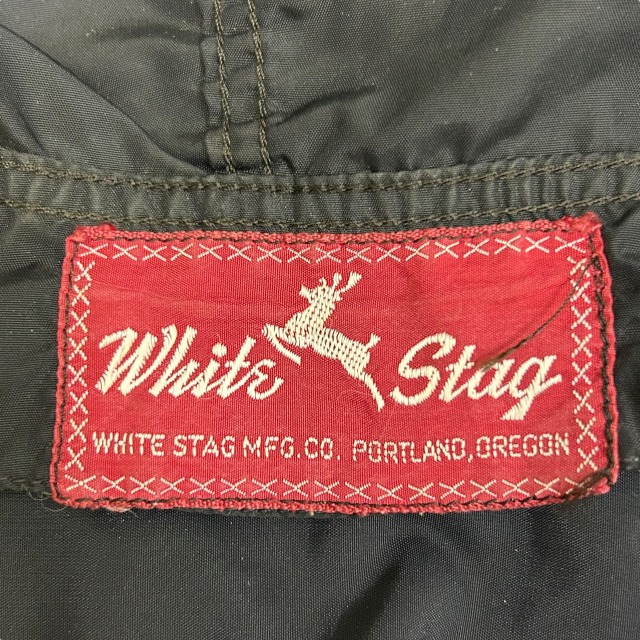 White Stag
WHITE STAG MFG.CO. PORTLAND,OREGON